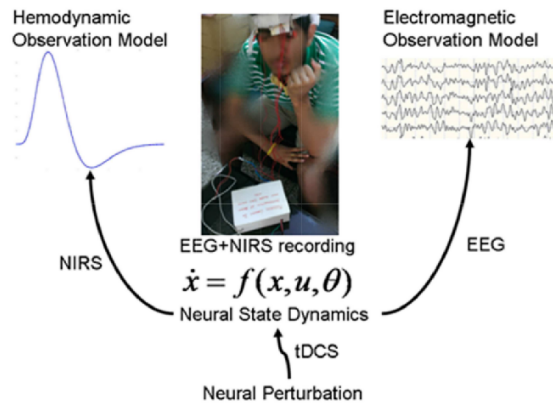 Hemodynamic
Observation Model
Electromagnetic
Observation Model
EEG+NIRS recording
NIRS
EEG
ẋ = f(x,u,θ)
Neural State Dynamics
tDCS
Neural Perturbation